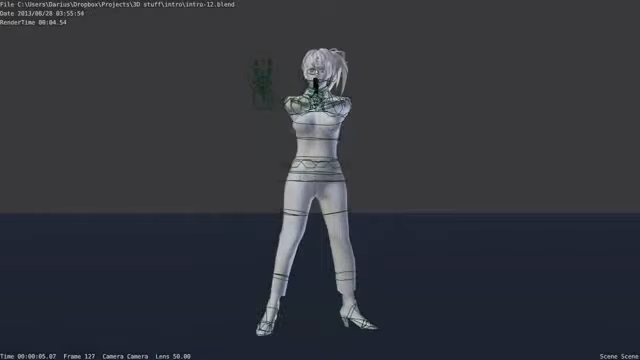 File C:\Users\Darius\Dropbox\Projects\3D stuff\intro\intro-12.blend
Date 2013/08/28 03:55:54
RenderTime 00:04.54
Time 00:00:05.07 Frame 127 Camera Camera Lens 50.00 Scene Scene